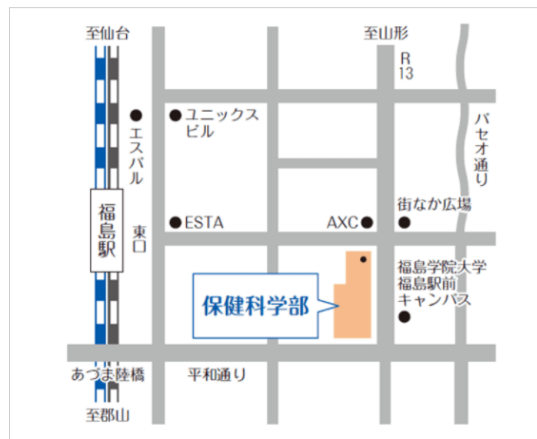 至仙台
至山形
R
13
エスパル
ユニックス
ビル
パセオ通り
福島駅
東口
ESTA
AXC
街なか広場
保健科学部
福島学院大学
福島駅前
キャンパス
あづま陸橋
平和通り
至郡山